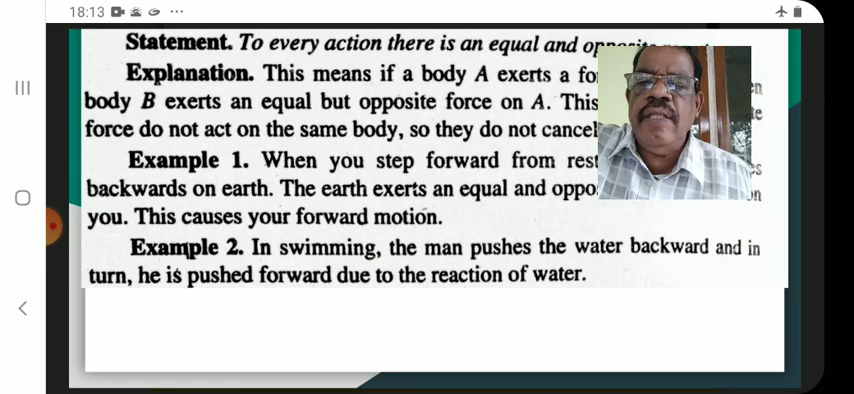 18:13
Statement. To every action there is an equal and
Explanation. This means if a body A exerts a
body B exerts an equal but opposite force on A. This
force do not act on the same body, so they do not cancel
Example 1. When you step forward from rest
backwards on earth. The earth exerts an equal and
you. This causes your forward motion.
Example 2. In swimming, the man pushes the water backward and in
turn, he is pushed forward due to the reaction of water.